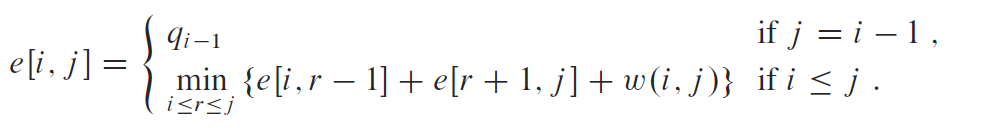 e[i, j] = { q_{i−1} if j = i − 1 ,
min_{i≤r≤j} {e[i, r − 1] + e[r + 1, j] + w(i, j)} if i ≤ j .